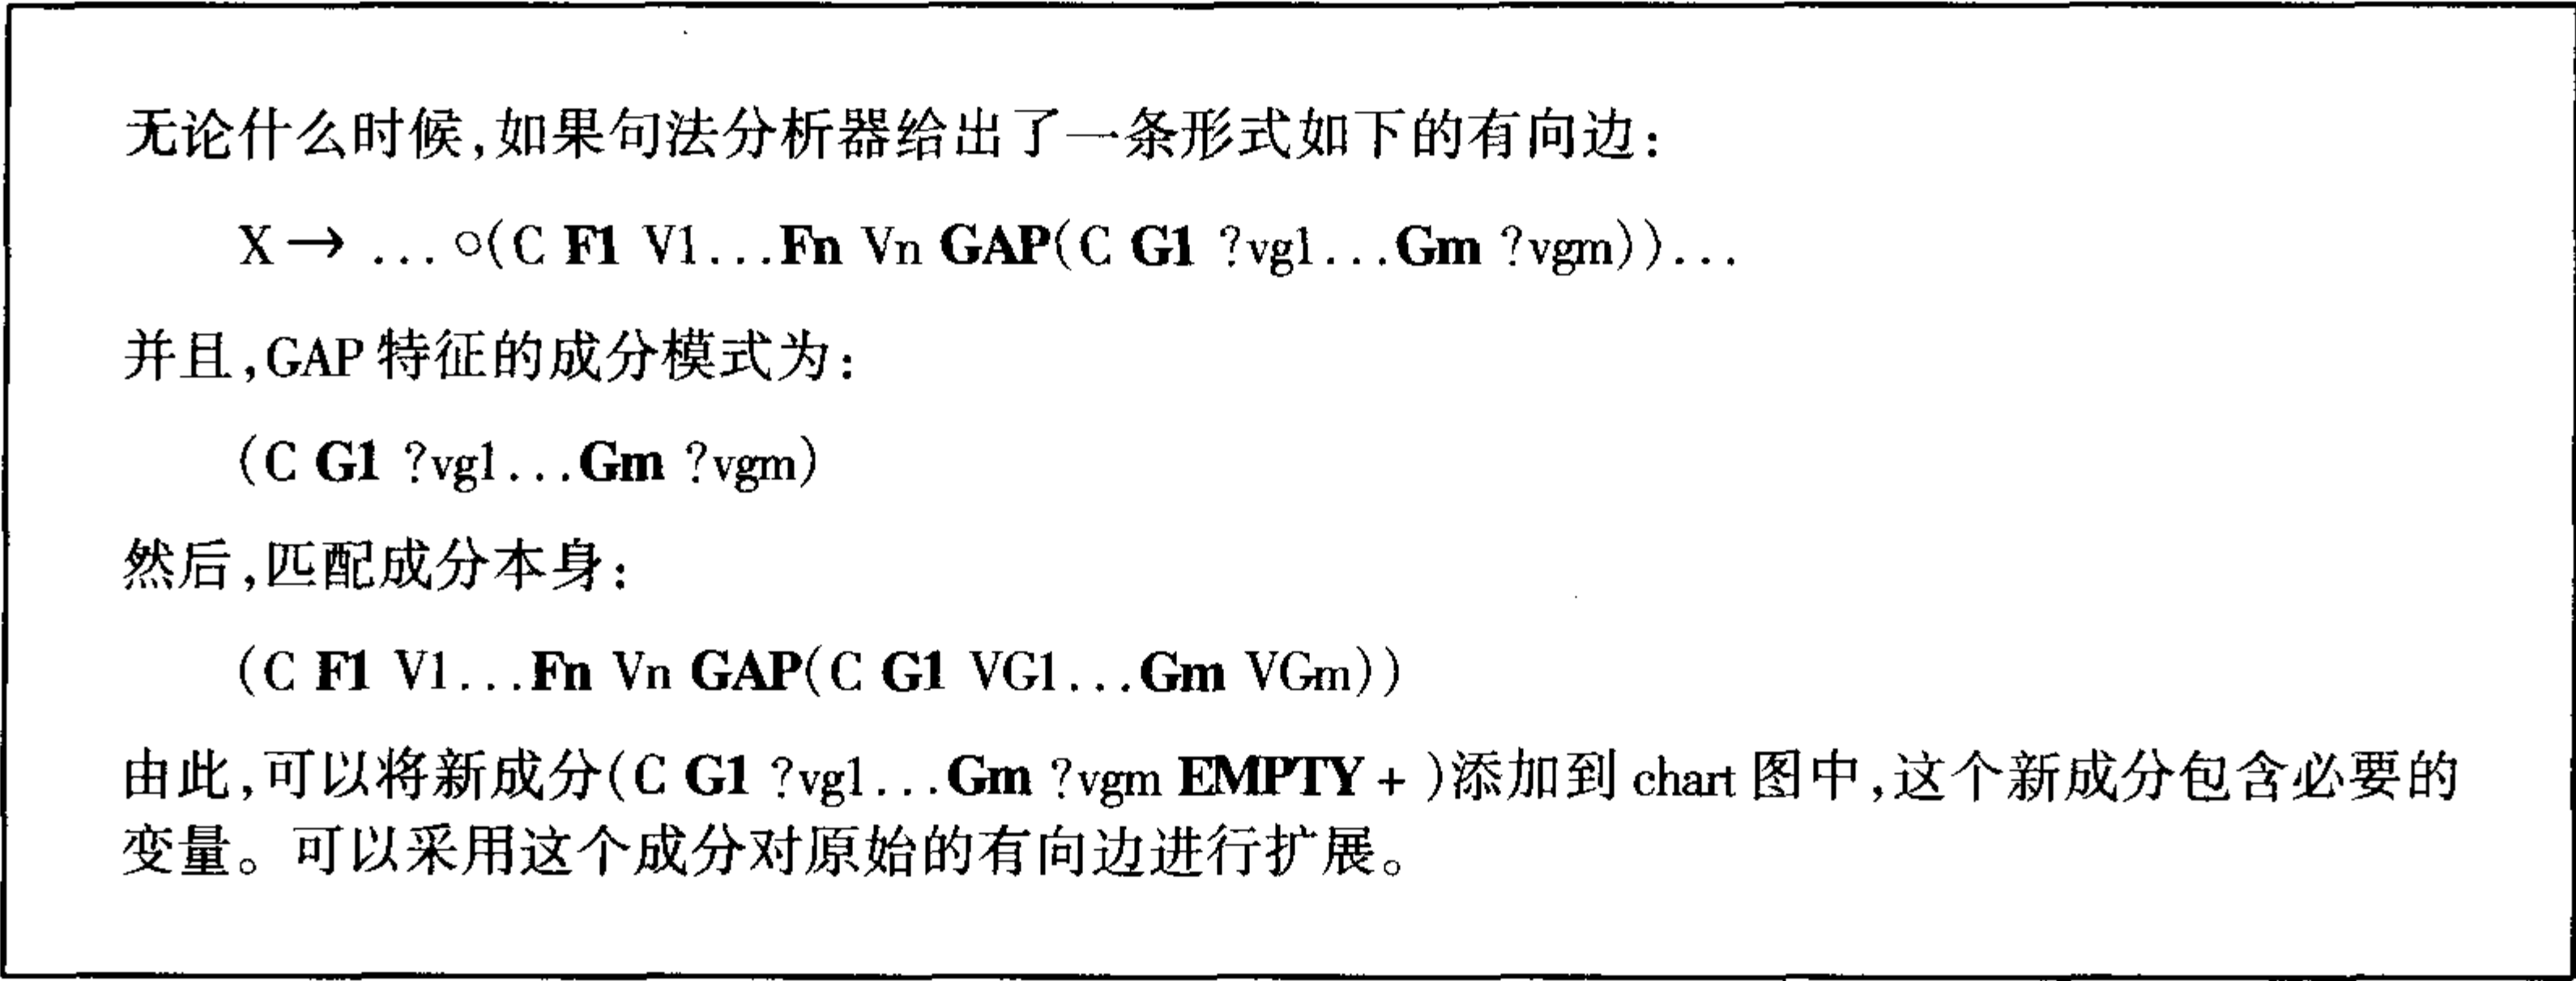 无论什么时候,如果句法分析器给出了一条形式如下的有向边:
X → ... ○(C F1 V1...Fn Vn GAP(C G1 ?vg1...Gm ?vgm))...
并且,GAP 特征的成分模式为:
(C G1 ?vg1...Gm ?vgm)
然后,匹配成分本身:
(C F1 V1...Fn Vn GAP(C G1 VG1...Gm VGm))
由此,可以将新成分(C G1 ?vg1...Gm ?vgm EMPTY + )添加到 chart 图中,这个新成分包含必要的
变量。可以采用这个成分对原始的有向边进行扩展。